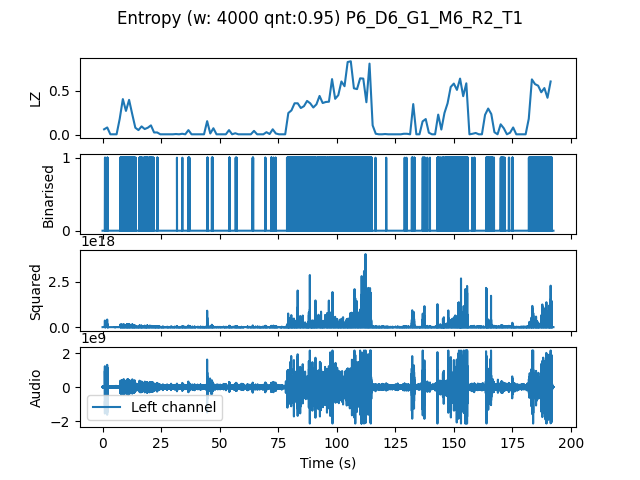 Entropy (w: 4000 qnt:0.95) P6_D6_G1_M6_R2_T1
LZ
0.5
0.0
Binarised
1
0
1e18
Squared
2.5
0.0
1e9
Audio
2
0
−2
Left channel
0 25 50 75 100 125 150 175 200
Time (s)